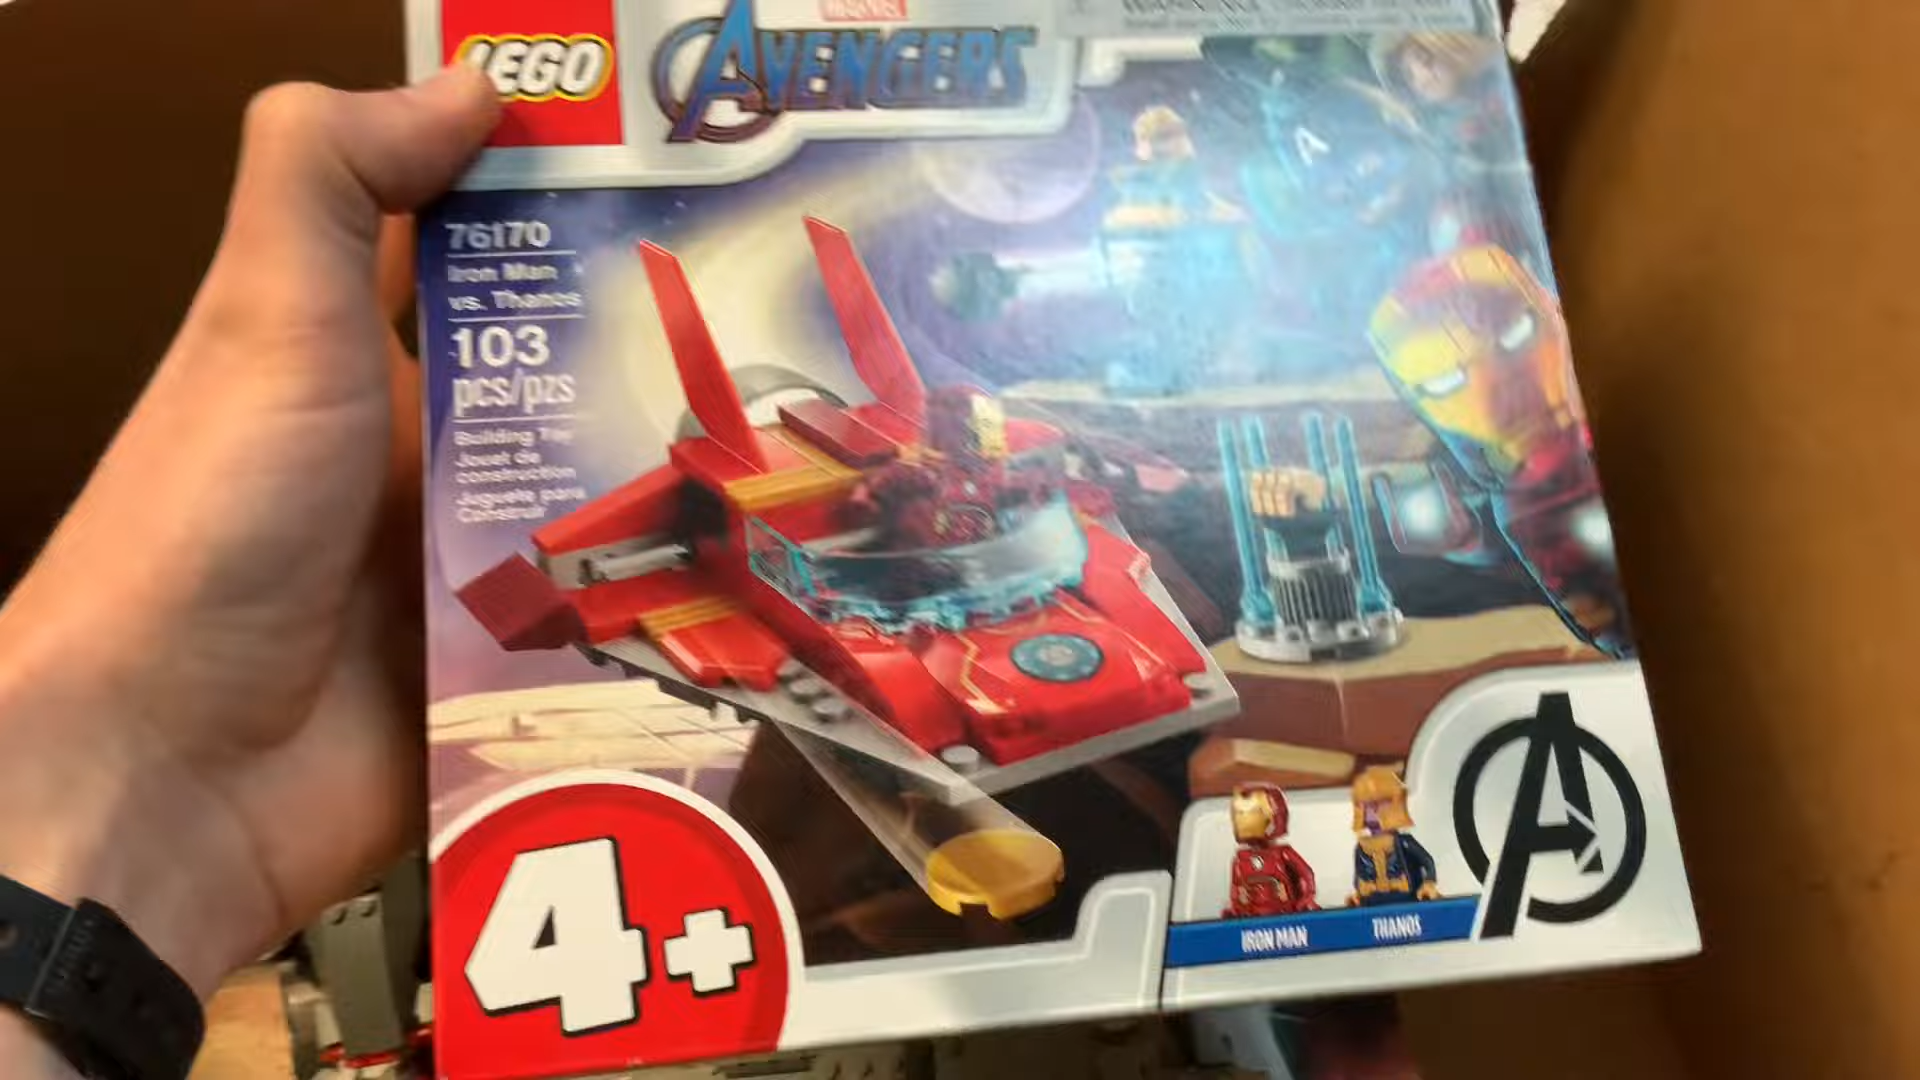 LEGO
MARVEL
AVENGERS
76170
Iron Man
vs. Thanos
103
pcs/pzs
Building Toy
Jouet de
construction
Juguete para
Construir
4+
IRON MAN
THANOS